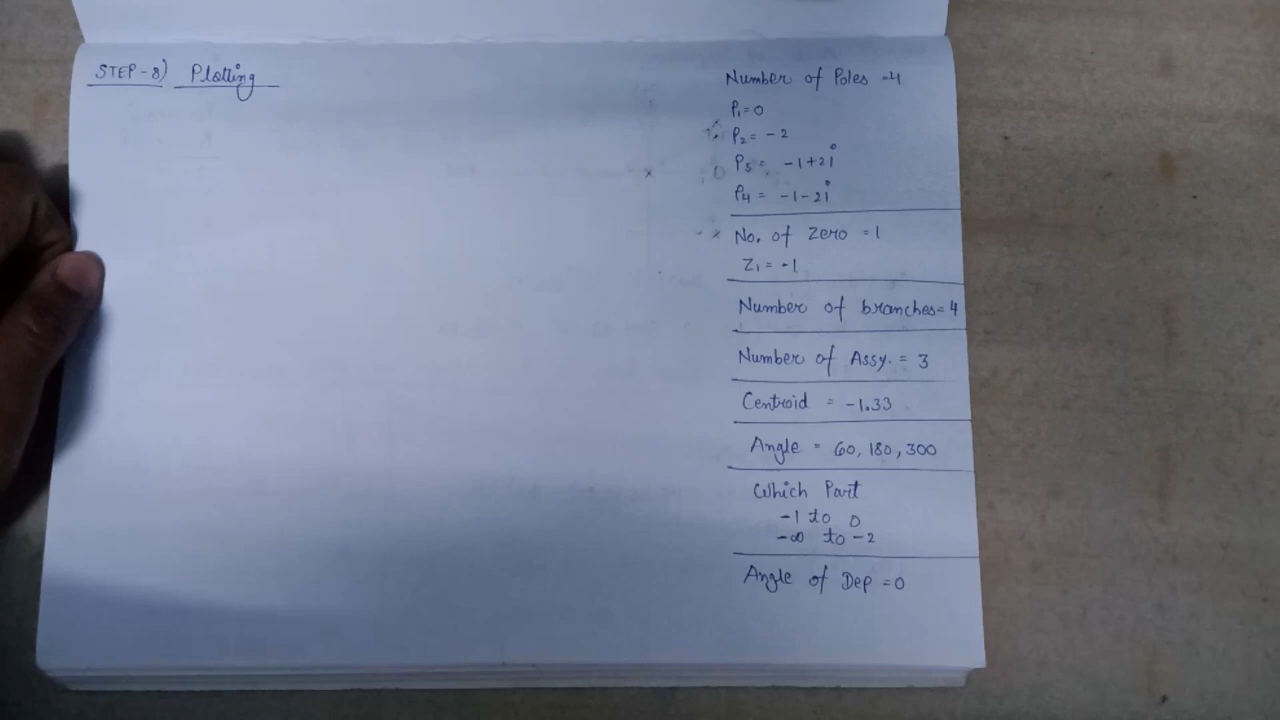 STEP-8) Plotting
Number of Poles =4
P1=0
P2= -2
P3= -1+2i
P4= -1-2i
No. of Zero =1
Z1= -1
Number of branches=4
Number of Assy.= 3
Centroid = -1.33
Angle = 60, 180, 300
Which Part
-1 to 0
-∞ to -2
Angle of Dep =0